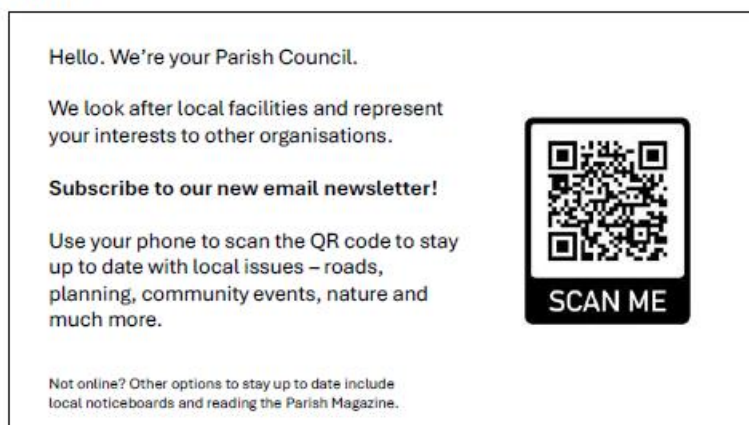 Hello. We're your Parish Council.
We look after local facilities and represent
your interests to other organisations.
Subscribe to our new email newsletter!
Use your phone to scan the QR code to stay
up to date with local issues – roads,
planning, community events, nature and
much more.
SCAN ME
Not online? Other options to stay up to date include
local noticeboards and reading the Parish Magazine.